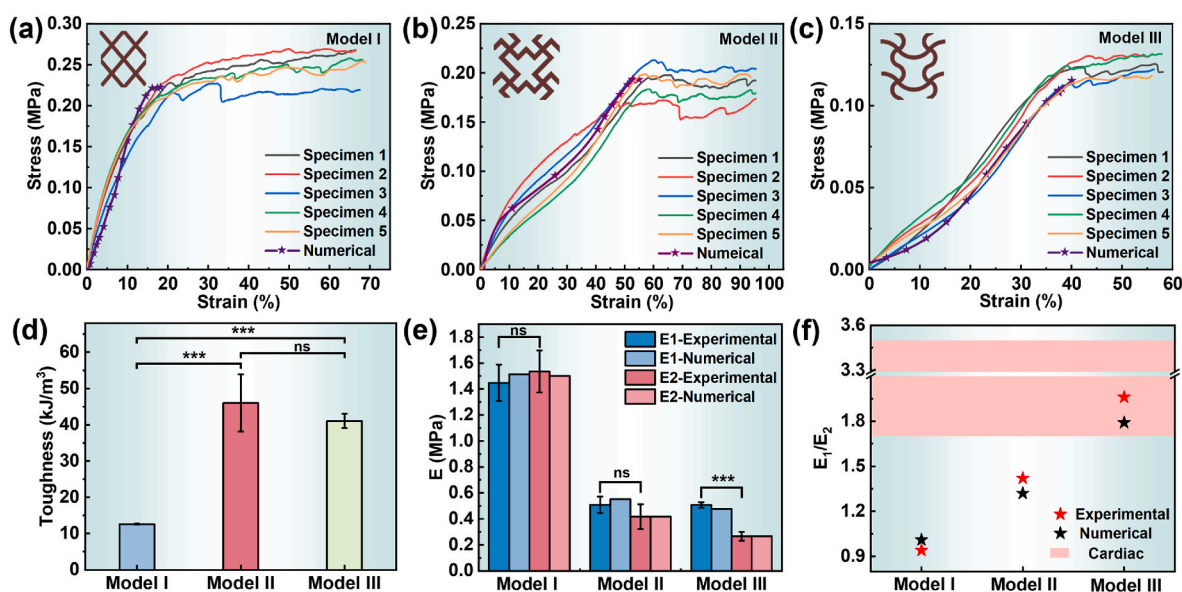 (a)
Model I
Stress (MPa)
0.30
0.25
0.20
0.15
0.10
0.05
0.00
Specimen 1
Specimen 2
Specimen 3
Specimen 4
Specimen 5
Numerical
0 10 20 30 40 50 60 70 80
Strain (%)
(b)
Model II
Stress (MPa)
0.25
0.20
0.15
0.10
0.05
0.00
Specimen 1
Specimen 2
Specimen 3
Specimen 4
Specimen 5
Numeical
0 10 20 30 40 50 60 70 80 90 100
Strain (%)
(c)
Model III
Stress (MPa)
0.15
0.10
0.05
0.00
Specimen 1
Specimen 2
Specimen 3
Specimen 4
Specimen 5
Numerical
0 10 20 30 40 50 60
Strain (%)
(d)
Toughness (kJ/m³)
60
50
40
30
20
10
0
***
***
ns
Model I Model II Model III
(e)
E (MPa)
2.0
1.8
1.6
1.4
1.2
1.0
0.8
0.6
0.4
0.2
0.0
ns
ns
***
E1-Experimental
E1-Numerical
E2-Experimental
E2-Numerical
Model I Model II Model III
(f)
E₁/E₂
3.6
3.3
1.8
1.5
1.2
0.9
Experimental
Numerical
Cardiac
Model I Model II Model III